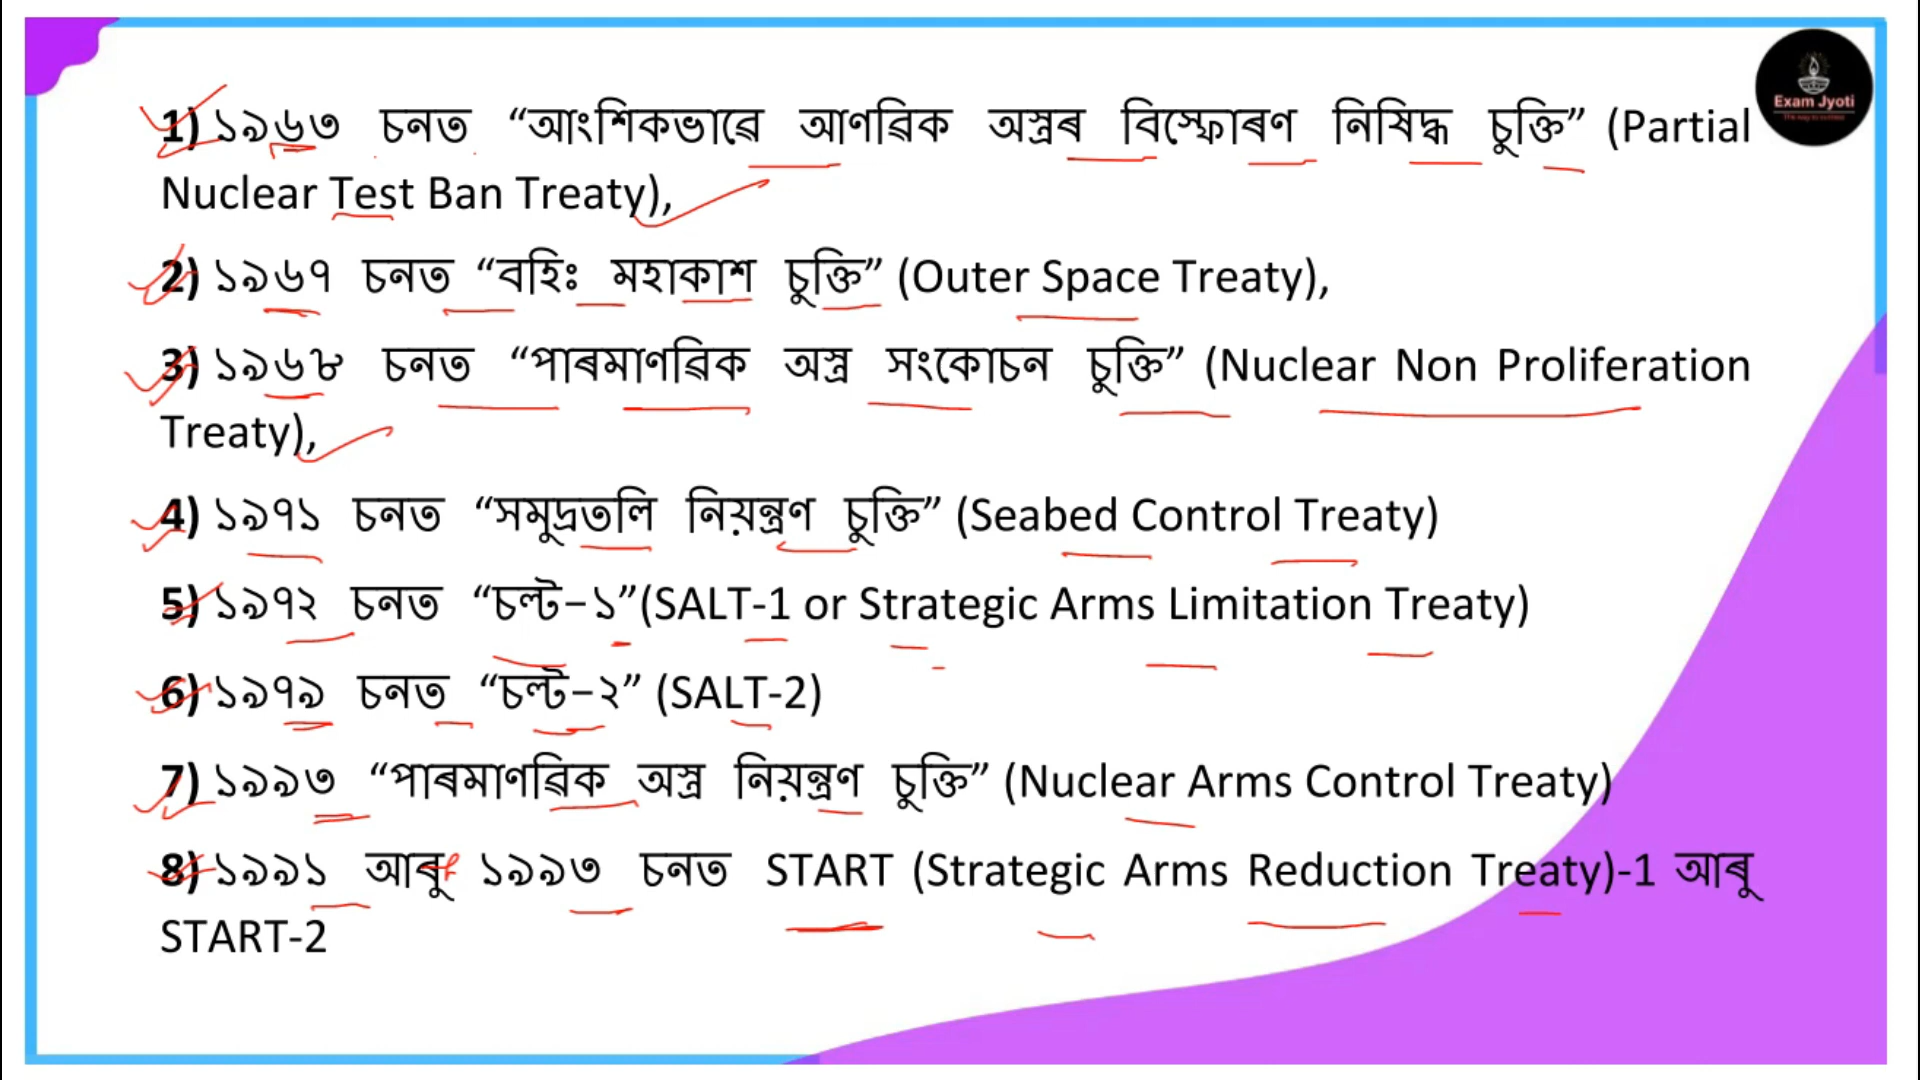 Exam Jyoti
1) ১৯৬৩ চনত “আংশিকভাৱে আণৱিক অস্ত্ৰৰ বিস্ফোৰণ নিষিদ্ধ চুক্তি” (Partial
Nuclear Test Ban Treaty),
2) ১৯৬৭ চনত “বহিঃ মহাকাশ চুক্তি” (Outer Space Treaty),
3) ১৯৬৮ চনত “পাৰমাণৱিক অস্ত্ৰ সংকোচন চুক্তি” (Nuclear Non Proliferation
Treaty),
4) ১৯৭১ চনত “সমুদ্ৰতলি নিয়ন্ত্ৰণ চুক্তি” (Seabed Control Treaty)
5) ১৯৭২ চনত “চল্ট–১”(SALT-1 or Strategic Arms Limitation Treaty)
6) ১৯৭৯ চনত “চল্ট–২” (SALT-2)
7) ১৯৯৩ “পাৰমাণৱিক অস্ত্ৰ নিয়ন্ত্ৰণ চুক্তি” (Nuclear Arms Control Treaty)
8) ১৯৯১ আৰু ১৯৯৩ চনত START (Strategic Arms Reduction Treaty)-1 আৰু
START-2